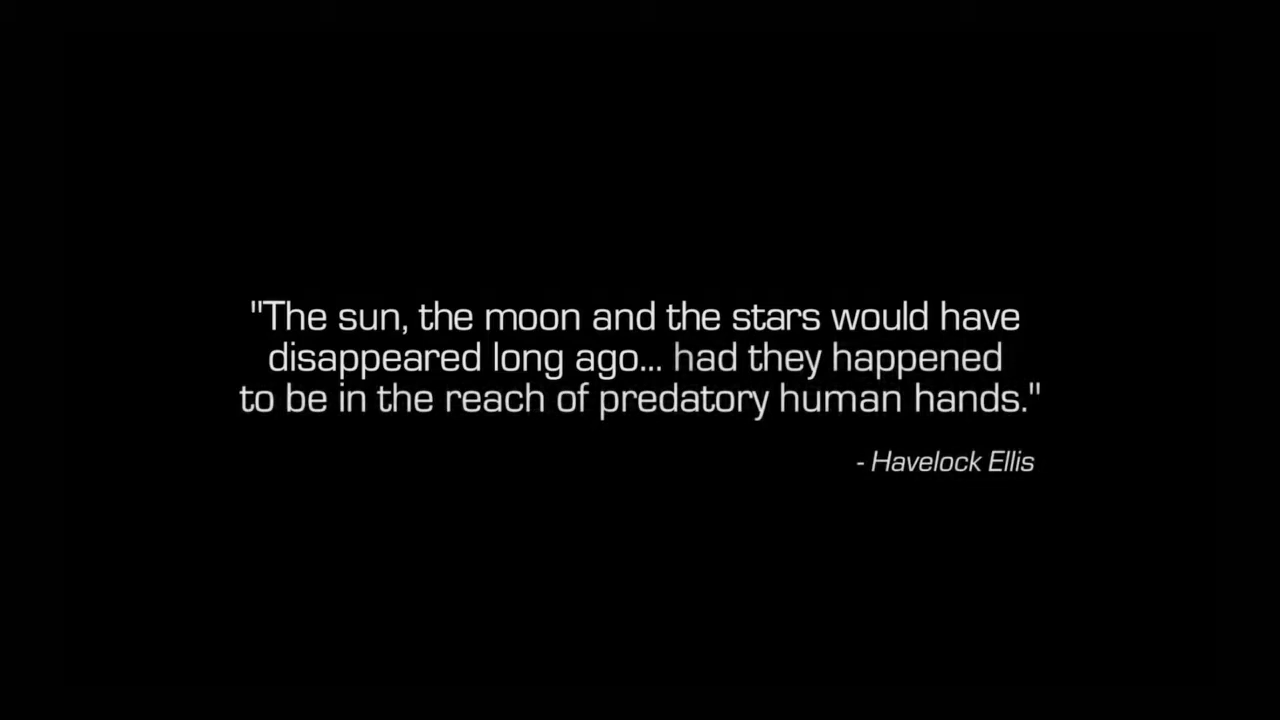 "The sun, the moon and the stars would have
disappeared long ago... had they happened
to be in the reach of predatory human hands."
- Havelock Ellis